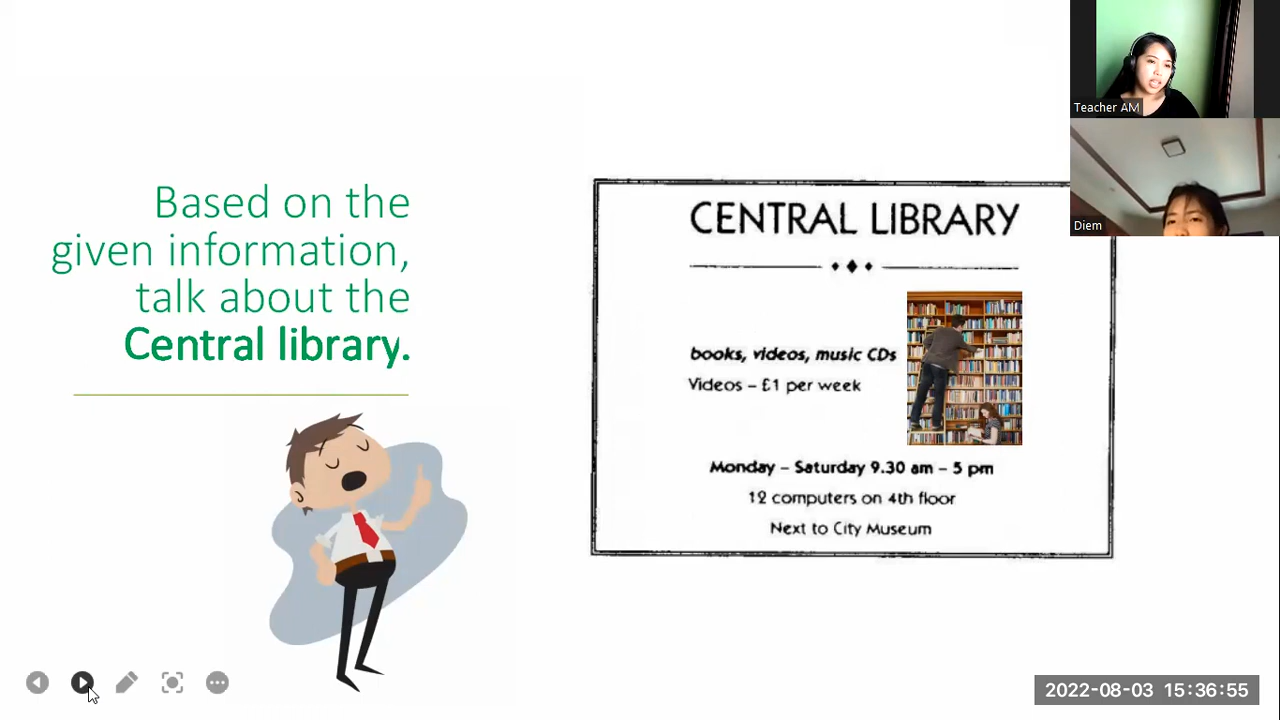 Based on the
given information,
talk about the
Central library.
CENTRAL LIBRARY
books, videos, music CDs
Videos – £1 per week
Monday – Saturday 9.30 am – 5 pm
12 computers on 4th floor
Next to City Museum
Teacher AM
Diem
2022-08-03 15:36:55